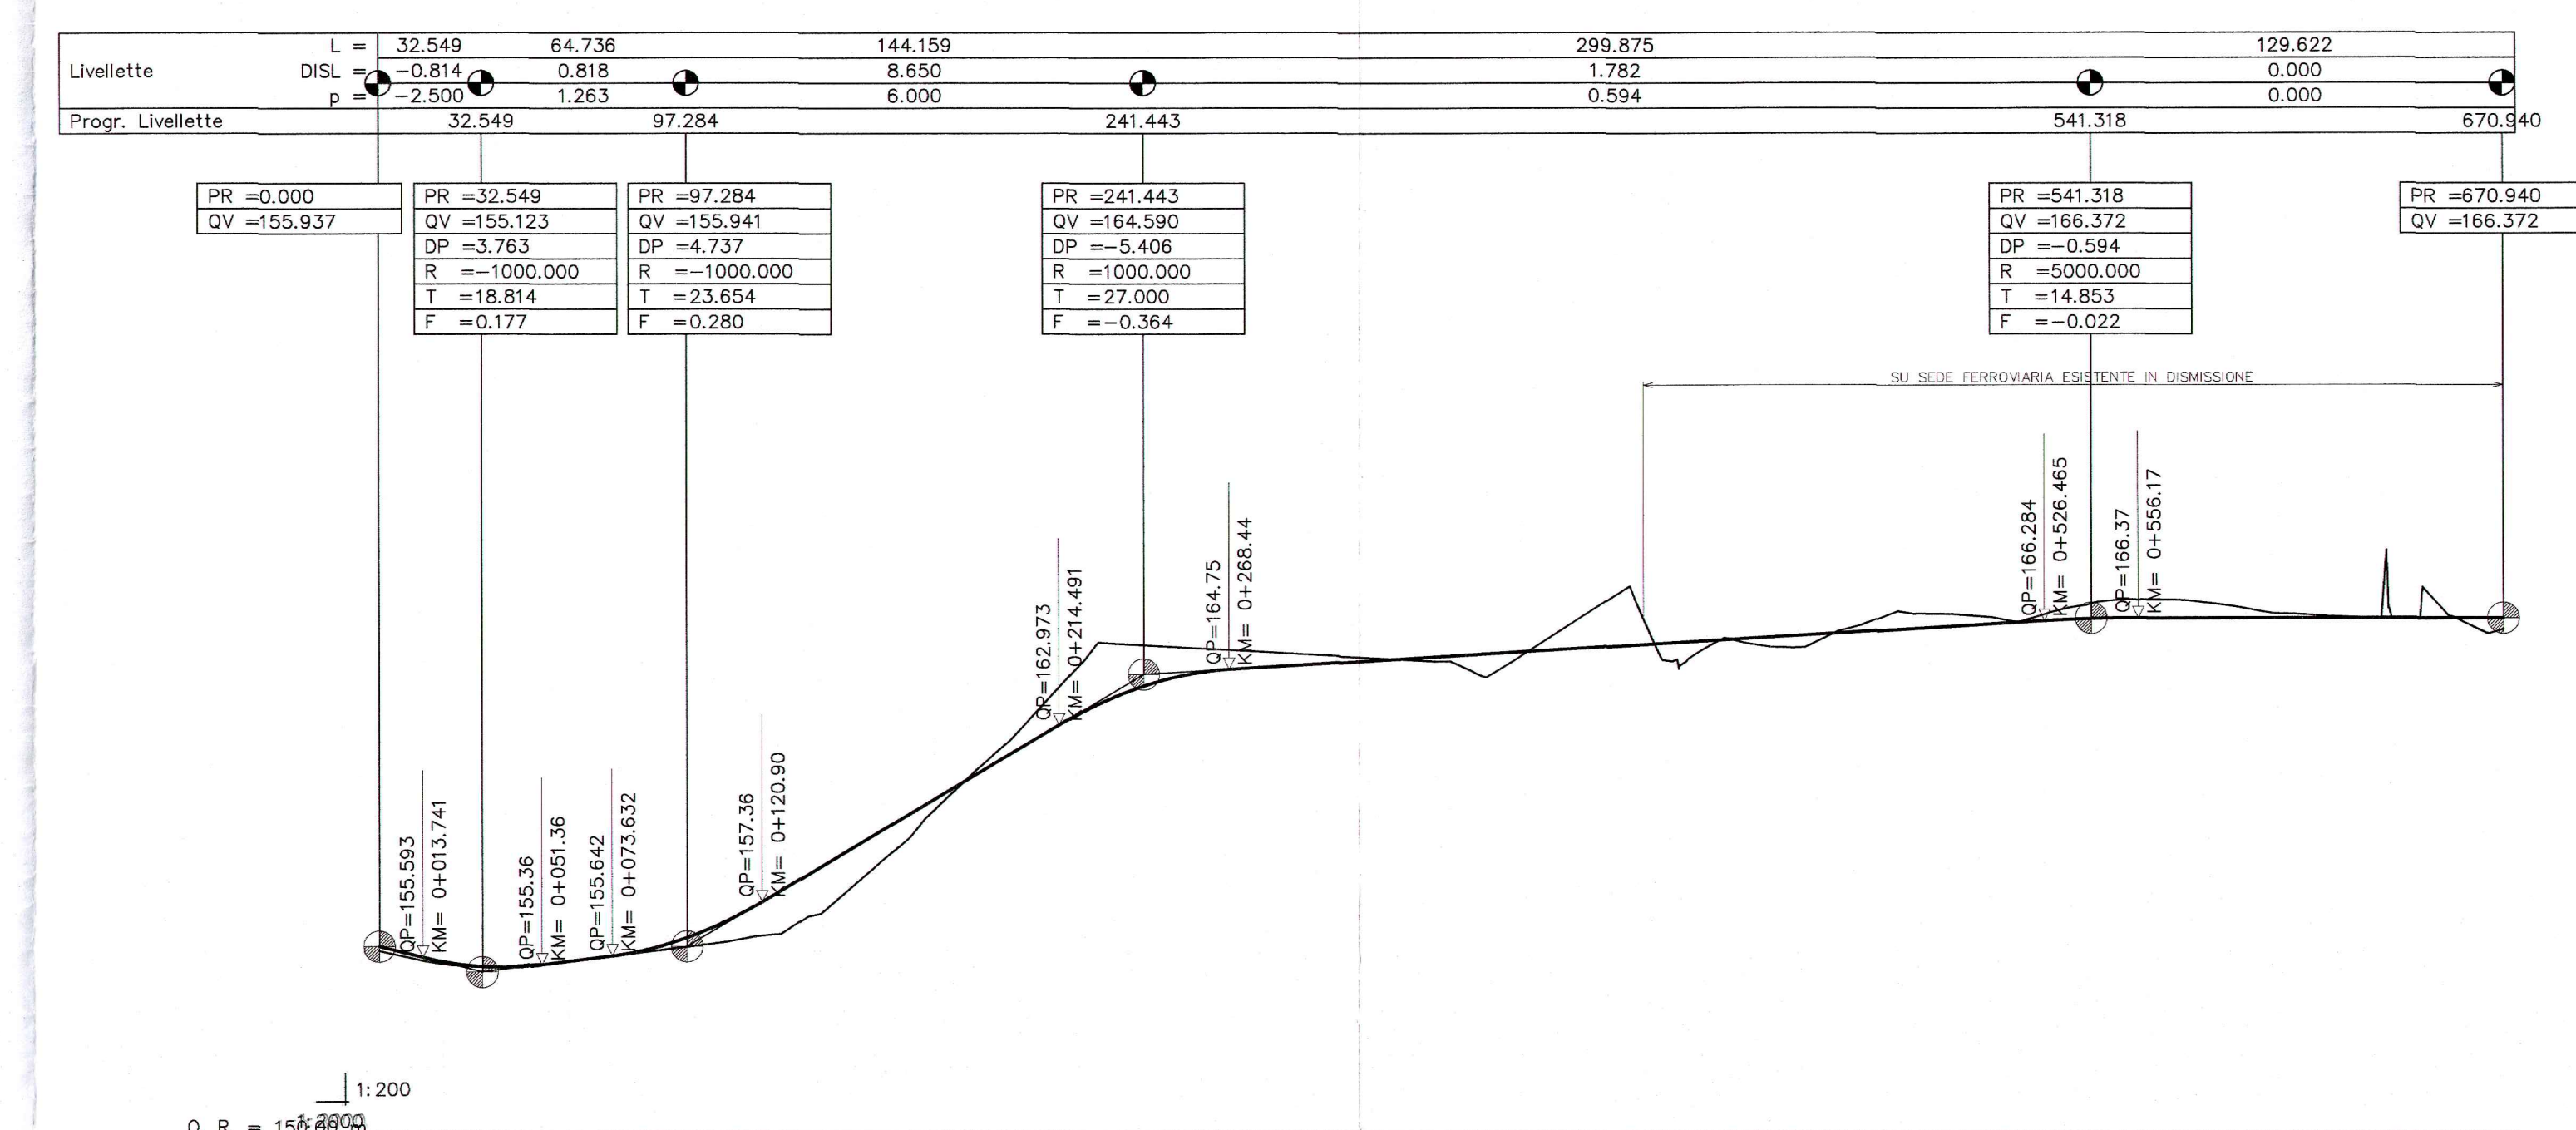 L = 32.549 64.736 144.159 299.875 129.622
Livellette DISL = -0.814 0.818 8.650 1.782 0.000
p = -2.500 1.263 6.000 0.594 0.000
Progr. Livellette 32.549 97.284 241.443 541.318 670.940
PR =0.000
QV =155.937
PR =32.549
QV =155.123
DP =3.763
R =-1000.000
T =18.814
F =0.177
PR =97.284
QV =155.941
DP =4.737
R =-1000.000
T =23.654
F =0.280
PR =241.443
QV =164.590
DP =-5.406
R =1000.000
T =27.000
F =-0.364
PR =541.318
QV =166.372
DP =-0.594
R =5000.000
T =14.853
F =-0.022
PR =670.940
QV =166.372
SU SEDE FERROVIARIA ESISTENTE IN DISMISSIONE
QP=155.593
KM= 0+013.741
QP=155.36
KM= 0+051.36
QP=155.642
KM= 0+073.632
QP=157.36
KM= 0+120.90
QP=162.973
KM= 0+214.491
QP=164.75
KM= 0+268.44
QP=166.284
KM= 0+526.465
QP=166.37
KM= 0+556.17
1:200
1:2000